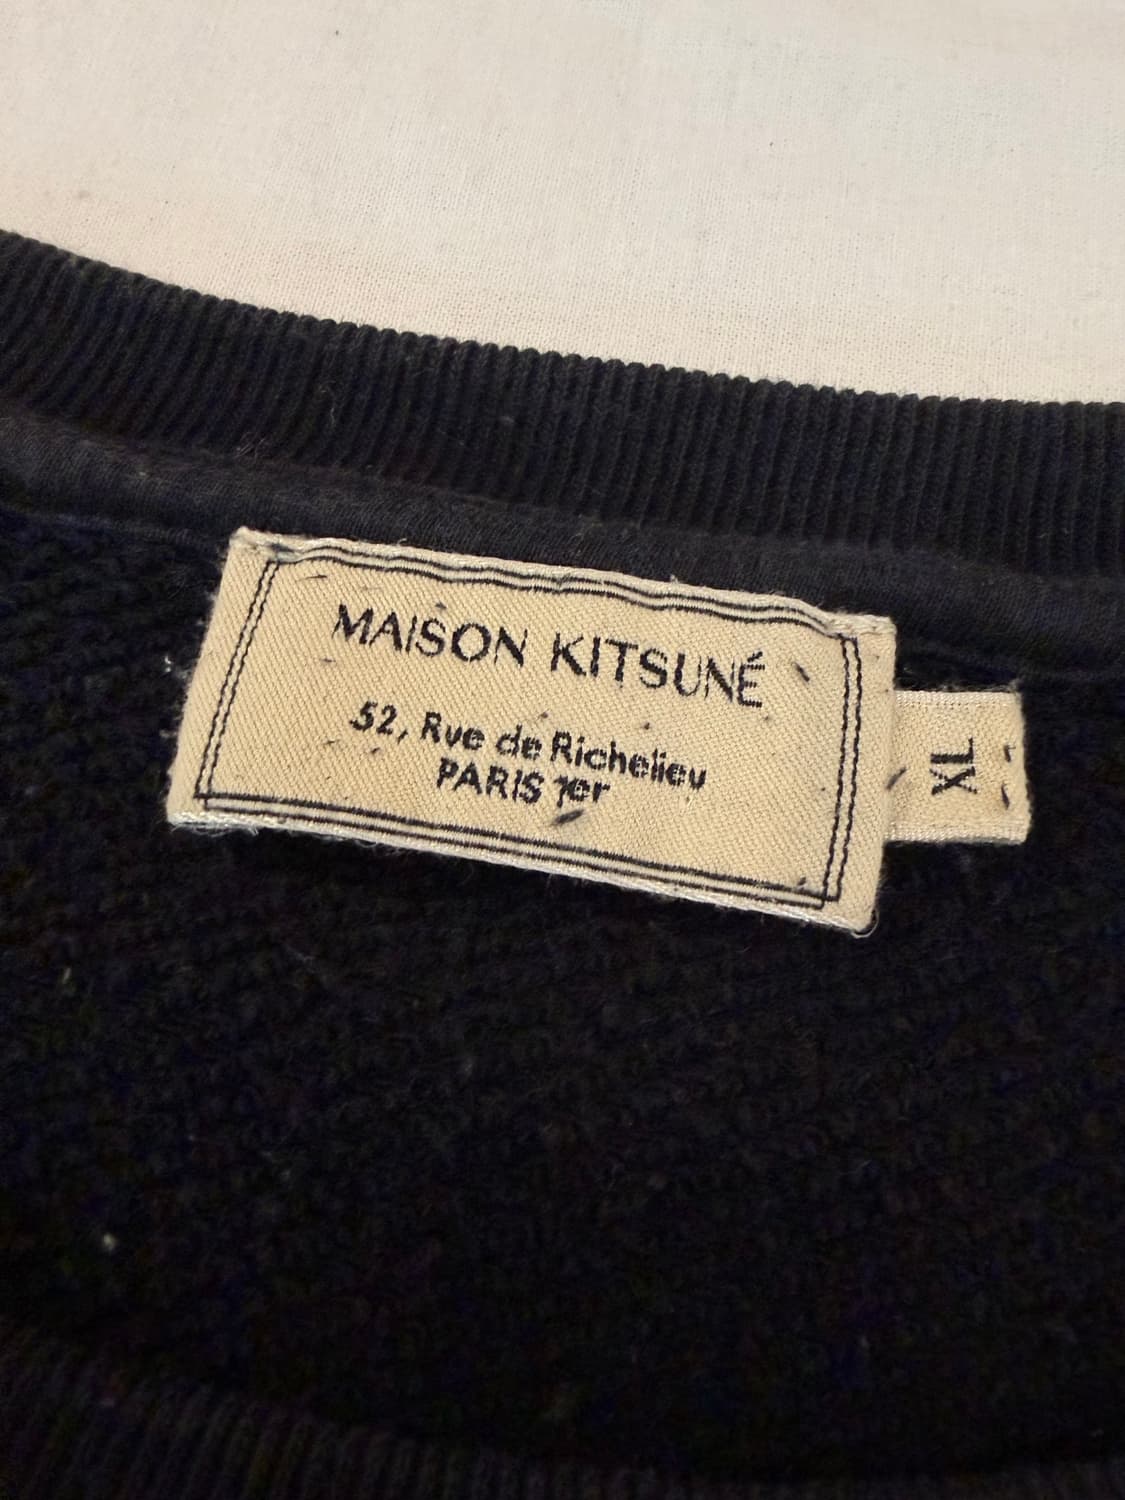 MAISON KITSUNÉ
52, Rue de Richelieu
PARIS 1er
XL